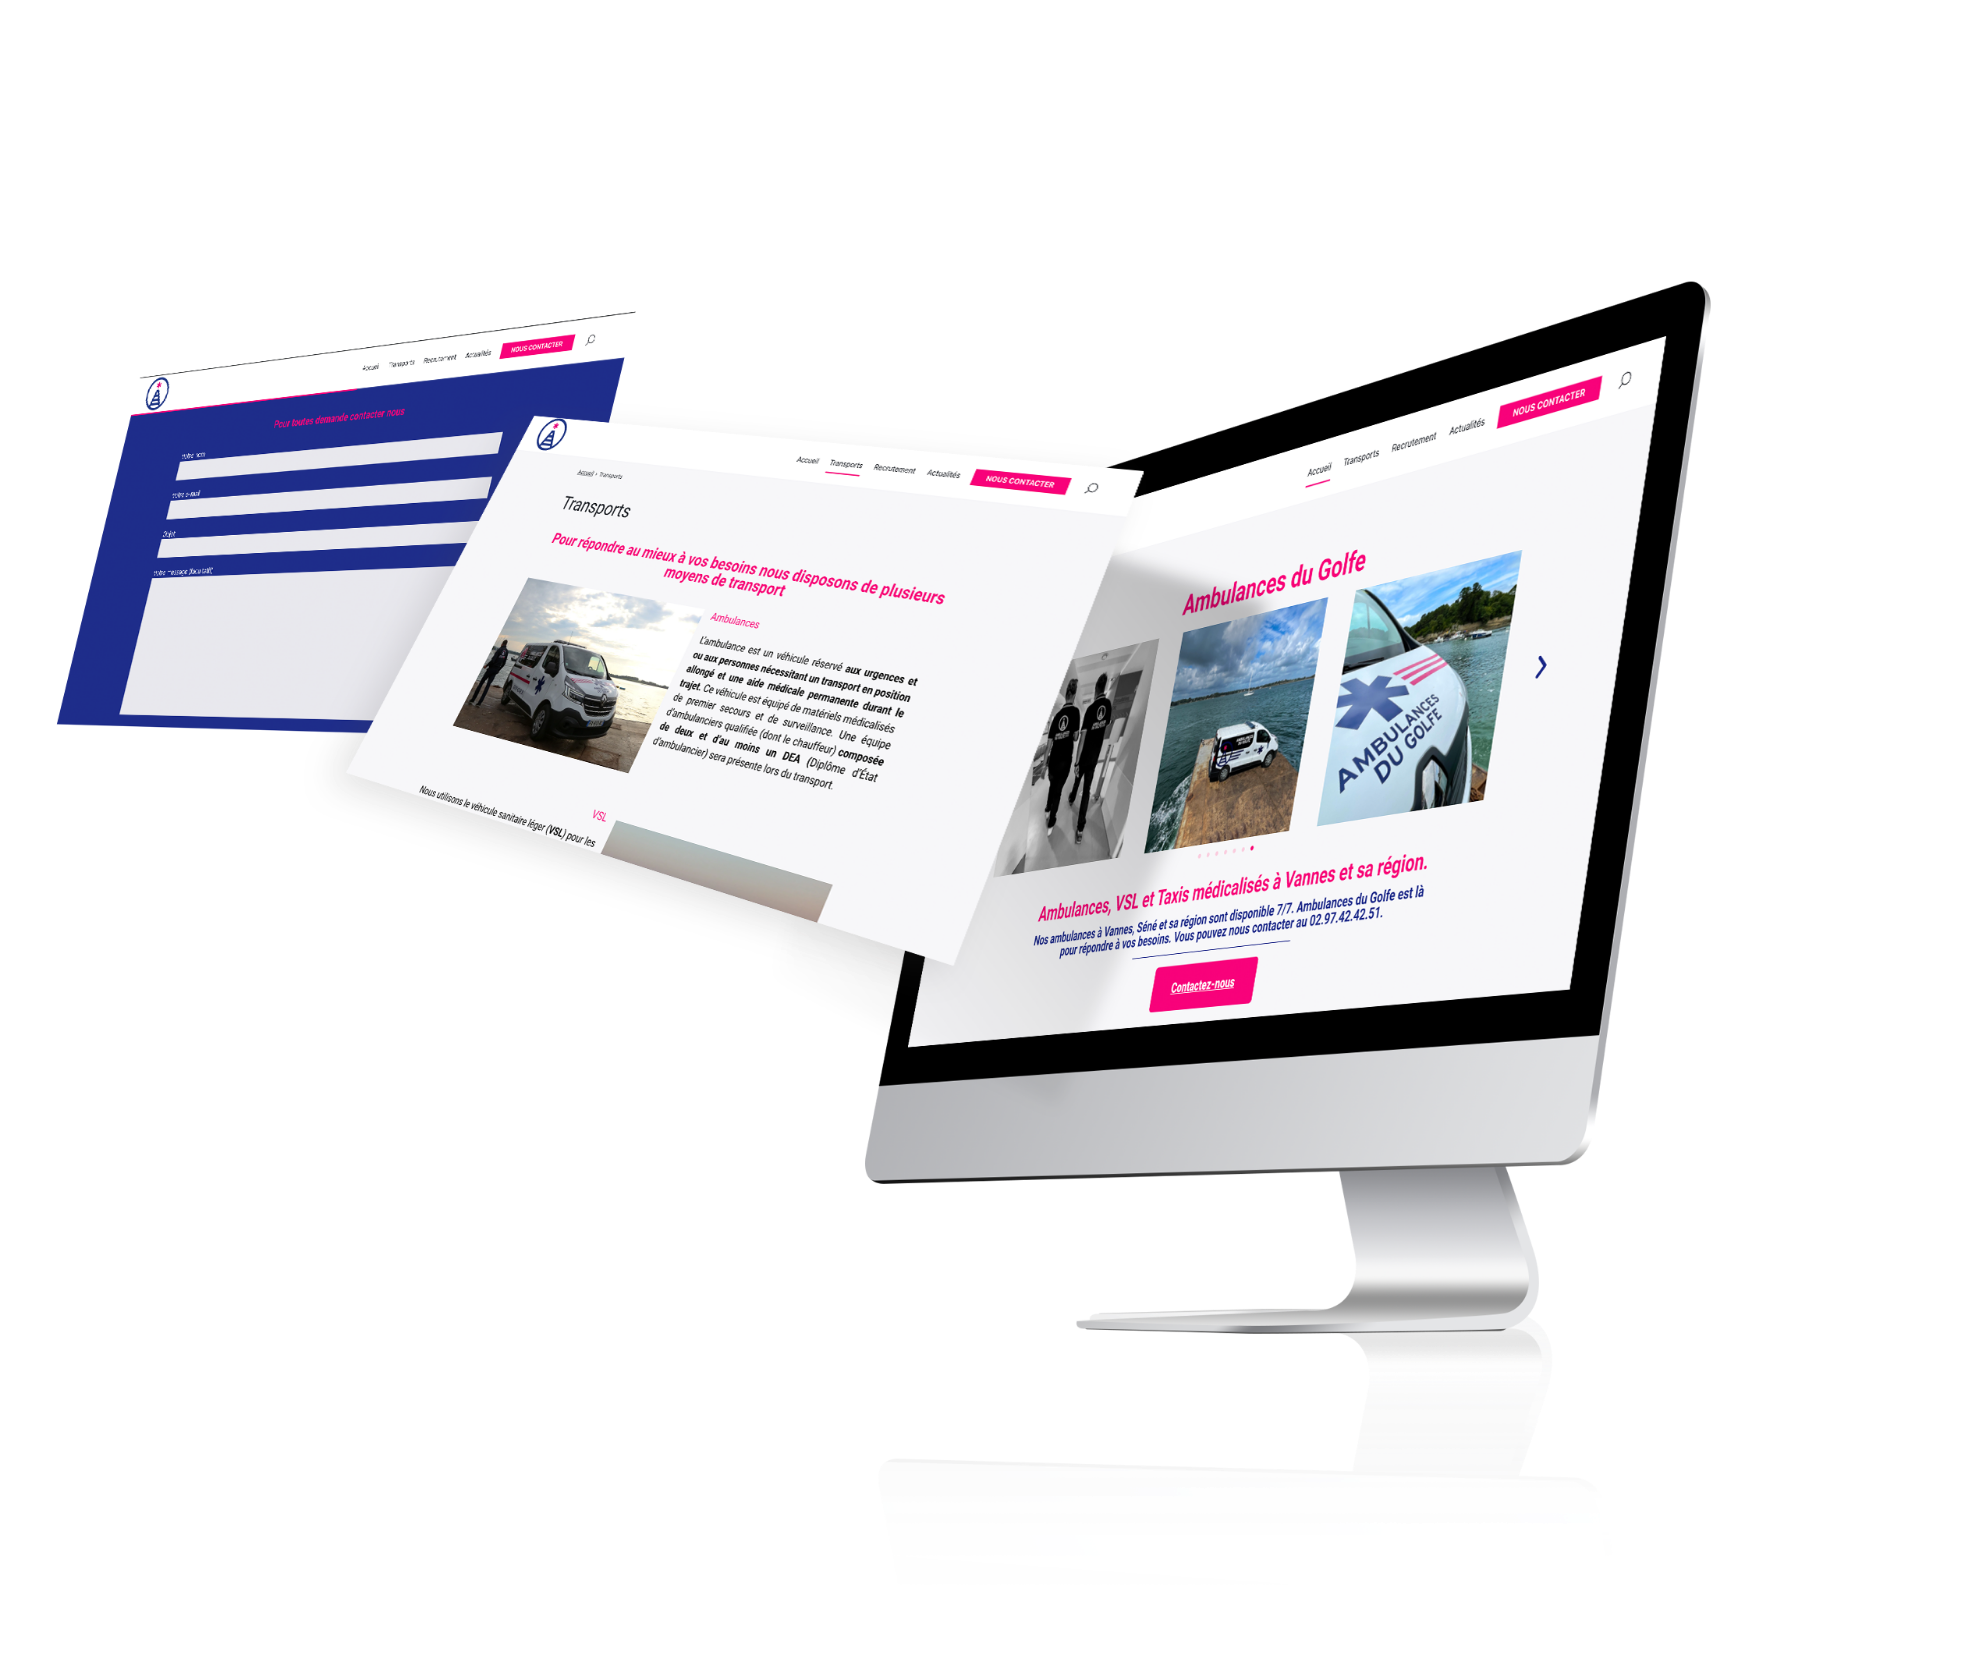 Accueil
Transports
Recrutement
Actualités
NOUS CONTACTER
Pour toutes demande contacter nous
Votre nom
Votre e-mail
Objet
Votre message (facultatif)
Accueil
Transports
Recrutement
Actualités
NOUS CONTACTER
Accueil » Transports
Transports
Pour répondre au mieux à vos besoins nous disposons de plusieurs
moyens de transport
Ambulances
L'ambulance est un véhicule réservé aux urgences et
ou aux personnes nécessitant un transport en position
allongé et une aide médicale permanente durant le
trajet. Ce véhicule est équipé de matériels médicalisés
de premier secours et de surveillance. Une équipe
d'ambulanciers qualifiée (dont le chauffeur) composée
de deux et d'au moins un DEA (Diplôme d'État
d'ambulancier) sera présente lors du transport.
VSL
Nous utilisons le véhicule sanitaire léger (VSL) pour les
Accueil
Transports
Recrutement
Actualités
NOUS CONTACTER
Ambulances du Golfe
AMBULANCES
DU GOLFE
Ambulances, VSL et Taxis médicalisés à Vannes et sa région.
Nos ambulances à Vannes, Séné et sa région sont disponible 7/7. Ambulances du Golfe est là
pour répondre à vos besoins. Vous pouvez nous contacter au 02.97.42.42.51.
Contactez-nous